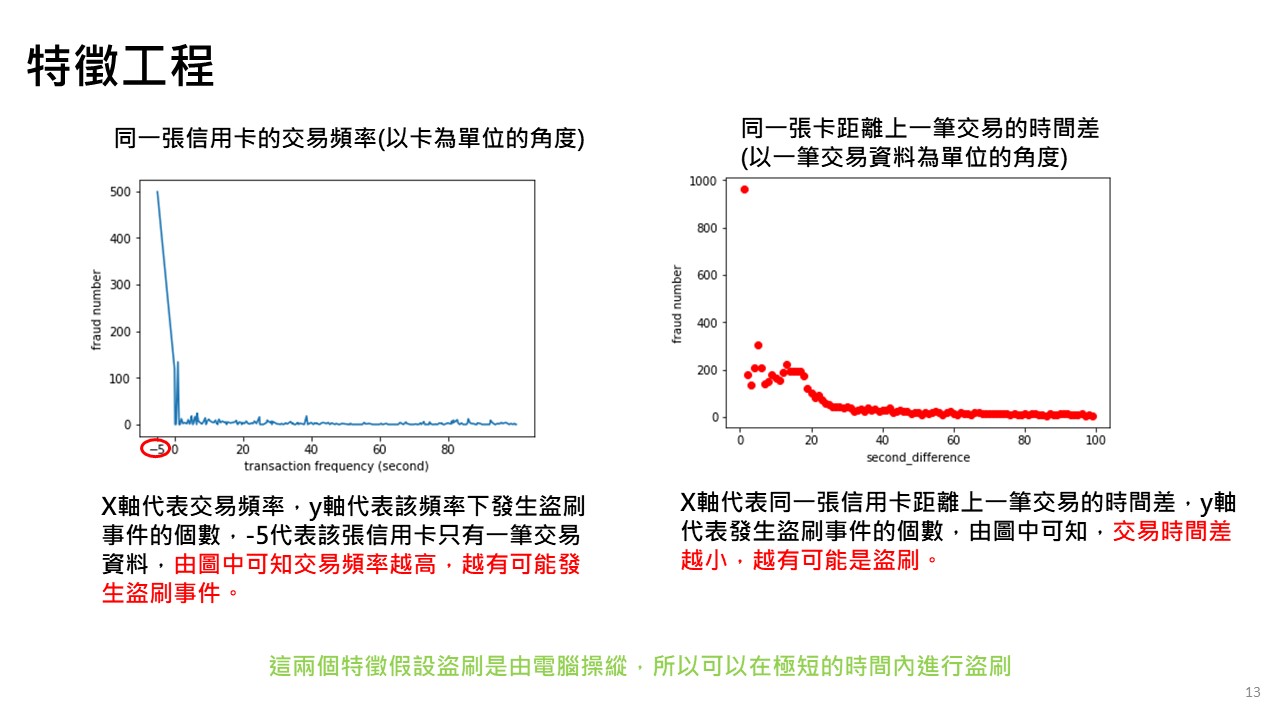 特徵工程
同一張信用卡的交易頻率(以卡為單位的角度)
500
400
300
200
100
0
fraud number
−5 0 20 40 60 80
transaction frequency (second)
X軸代表交易頻率，y軸代表該頻率下發生盜刷
事件的個數，-5代表該張信用卡只有一筆交易
資料，由圖中可知交易頻率越高，越有可能發
生盜刷事件。
同一張卡距離上一筆交易的時間差
(以一筆交易資料為單位的角度)
1000
800
600
400
200
0
fraud number
0 20 40 60 80 100
second_difference
X軸代表同一張信用卡距離上一筆交易的時間差，y軸
代表發生盜刷事件的個數，由圖中可知，交易時間差
越小，越有可能是盜刷。
這兩個特徵假設盜刷是由電腦操縱，所以可以在極短的時間內進行盜刷
13